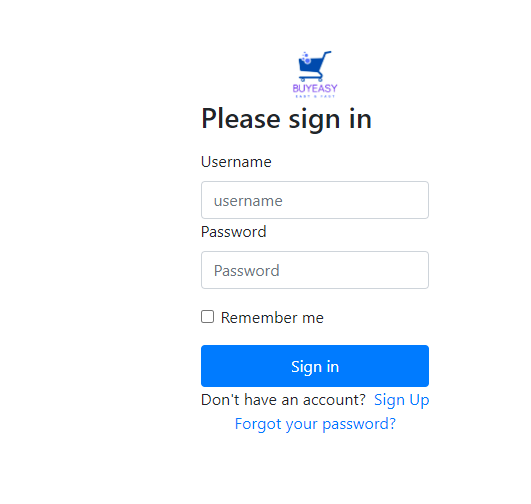 BUYEASY
EASY & FAST
Please sign in
Username
username
Password
Password
Remember me
Sign in
Don't have an account? Sign Up
Forgot your password?